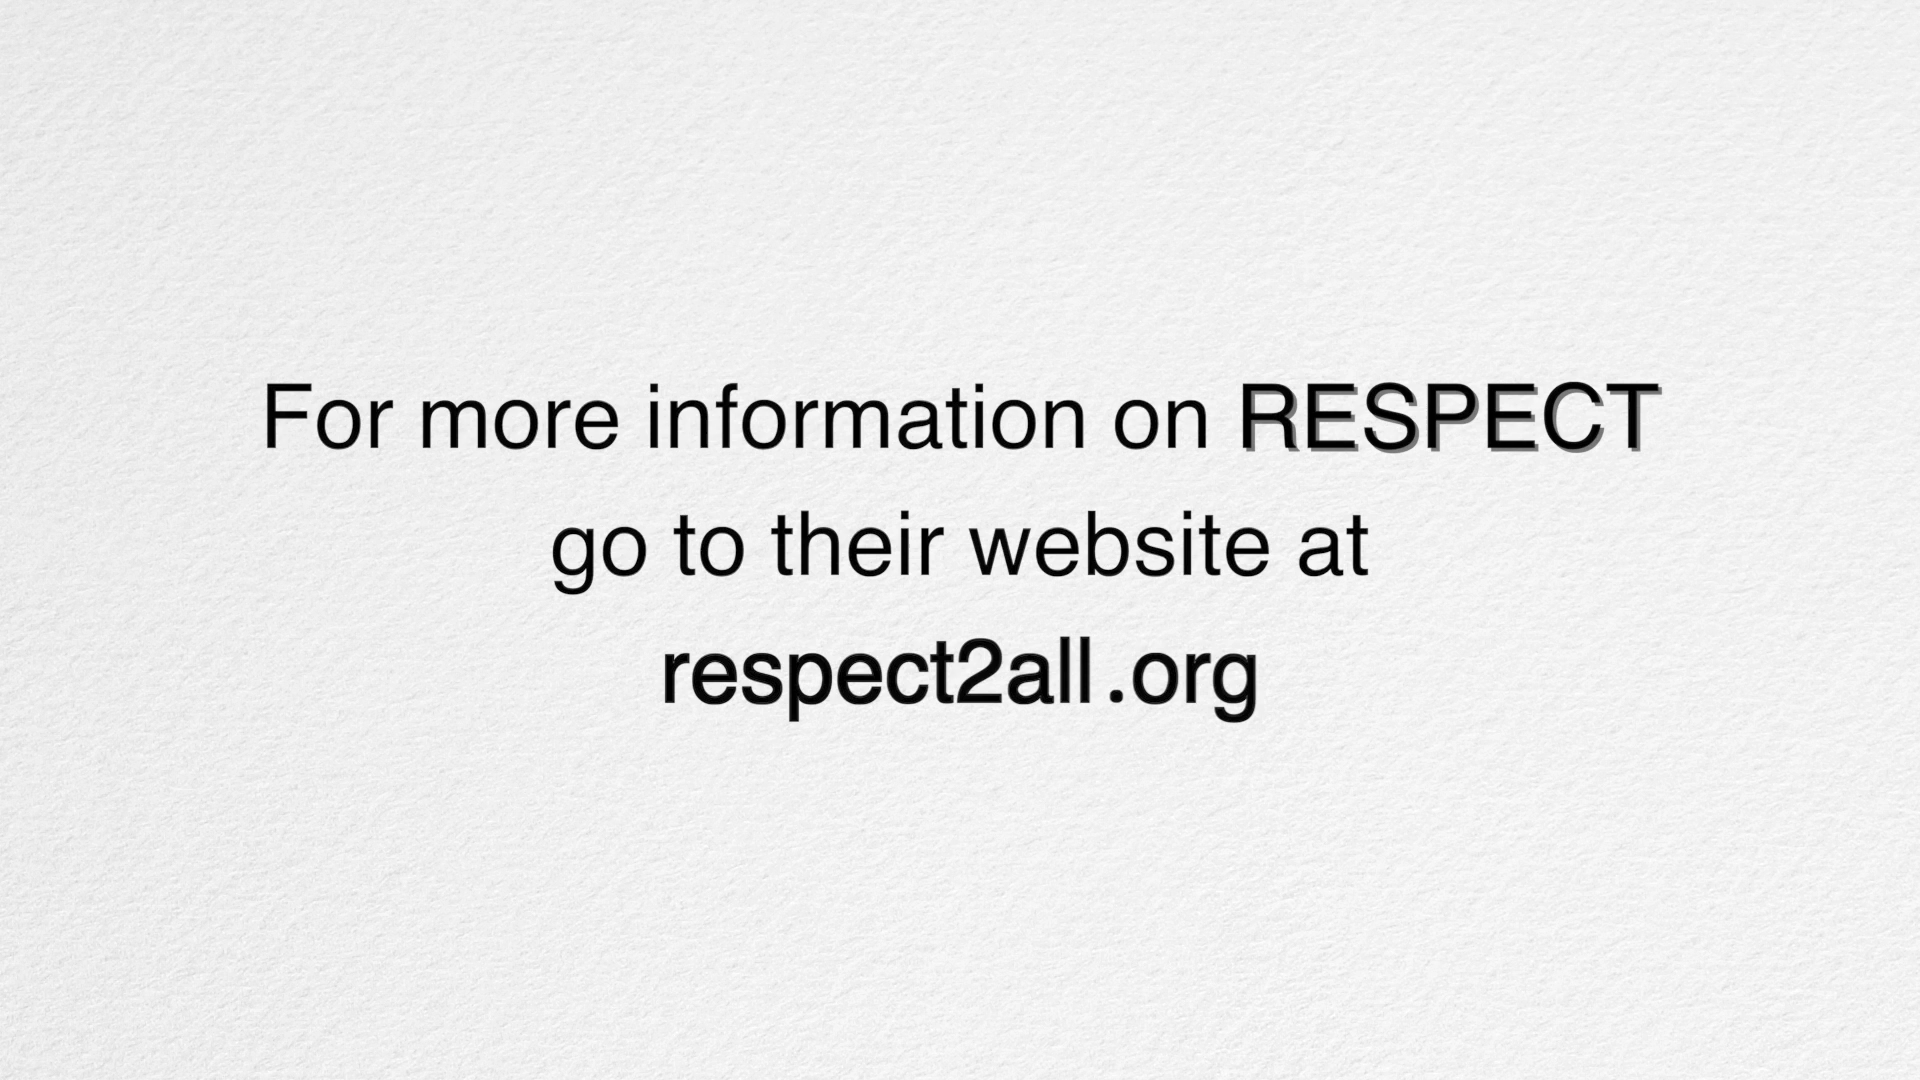 For more information on RESPECT
go to their website at
respect2all.org